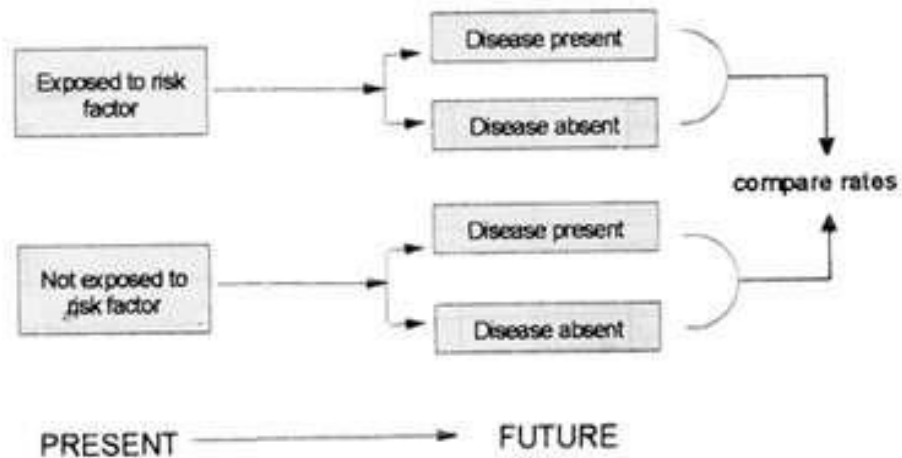 Exposed to risk
factor
Disease present
Disease absent
compare rates
Not exposed to
risk factor
Disease present
Disease absent
PRESENT
FUTURE